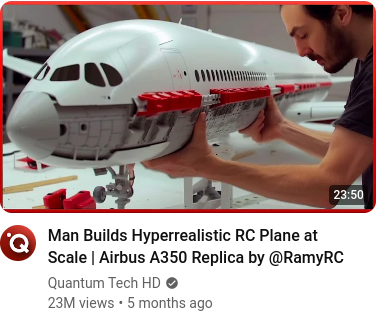 23:50
Man Builds Hyperrealistic RC Plane at
Scale | Airbus A350 Replica by @RamyRC
Quantum Tech HD
23M views • 5 months ago